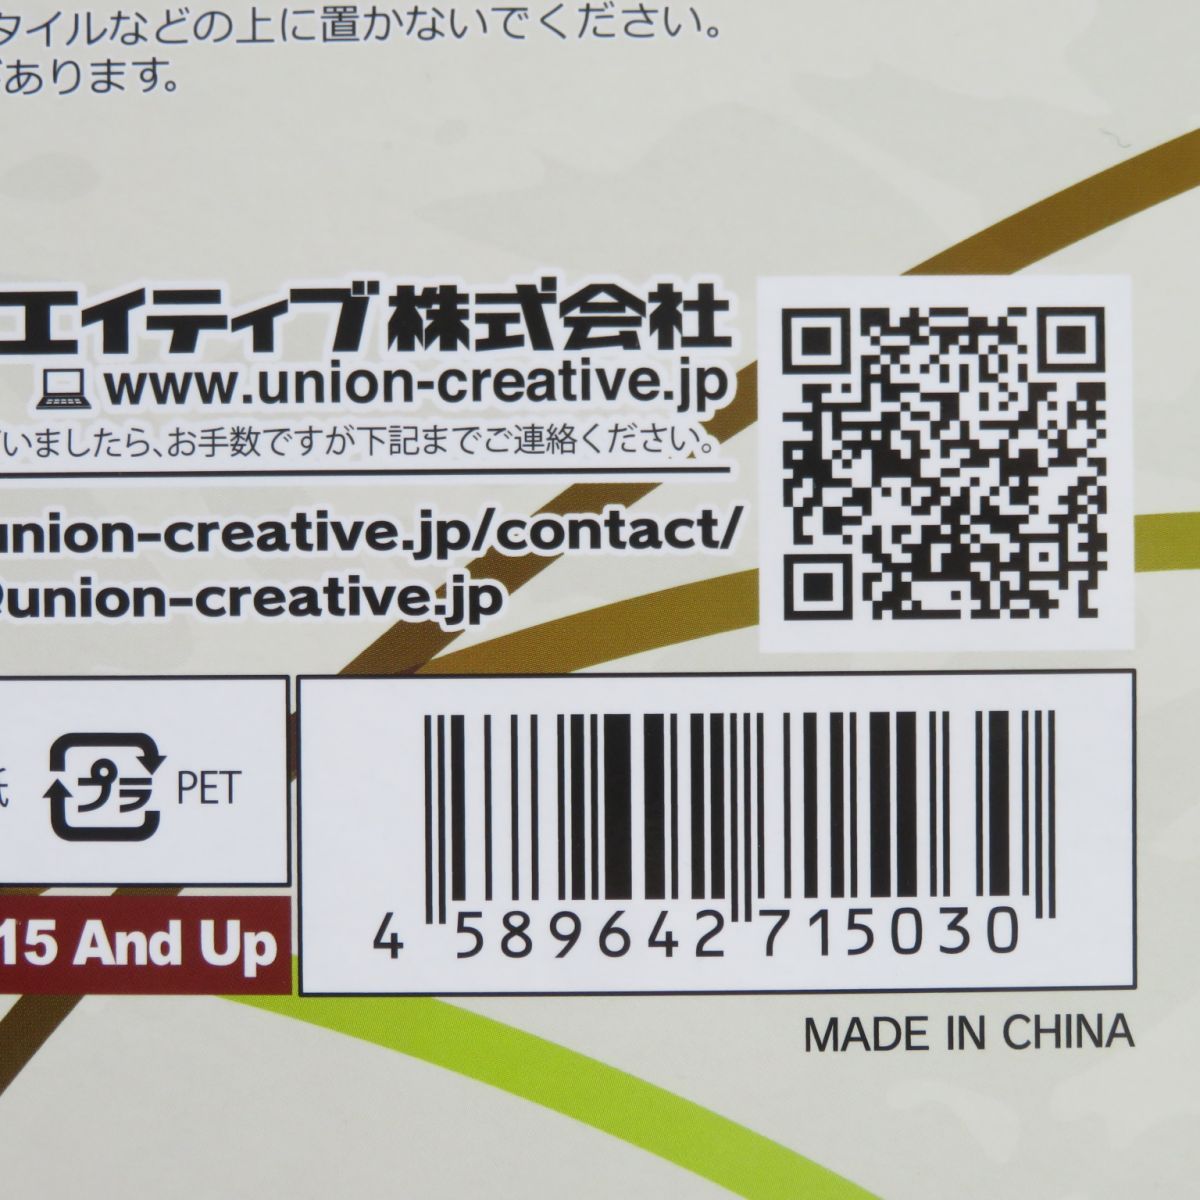 タイルなどの上に置かないでください。
があります。
エイティブ株式会社
www.union-creative.jp
いましたら、お手数ですが下記までご連絡ください。
union-creative.jp/contact/
@union-creative.jp
紙 プラ PET
15 And Up
4 589642 715030
MADE IN CHINA